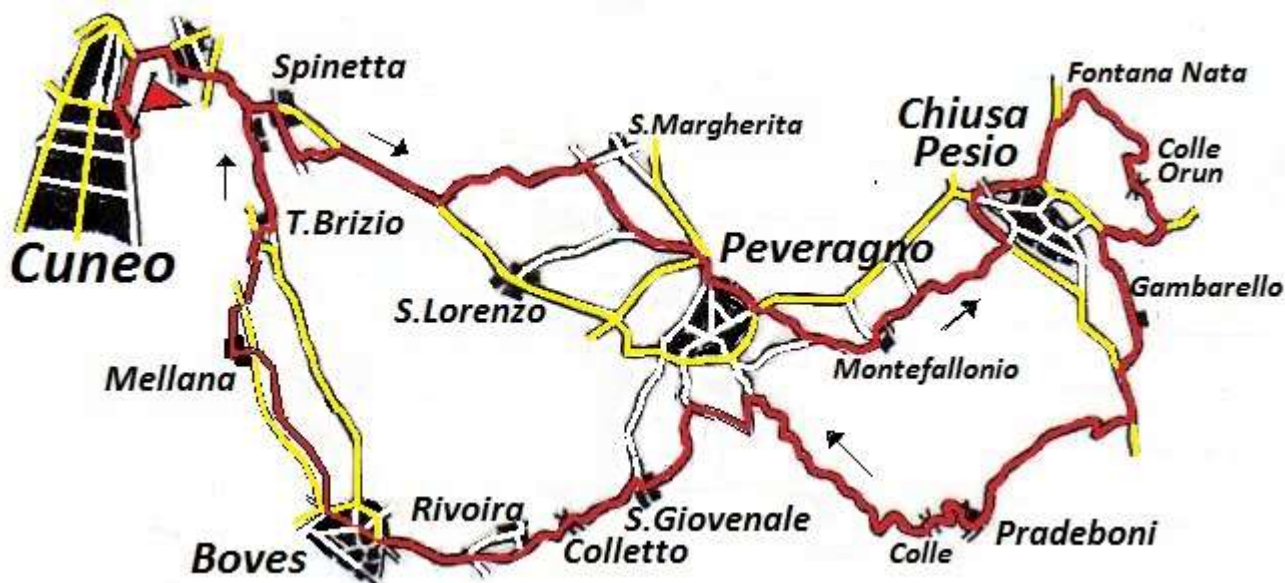 Spinetta
Fontana Nata
S.Margherita
Chiusa
Pesio
Colle
Orun
T.Brizio
Cuneo
Peveragno
Gambarello
S.Lorenzo
Mellana
Montefallonio
Rivoira
S.Giovenale
Colletto
Pradeboni
Colle
Boves